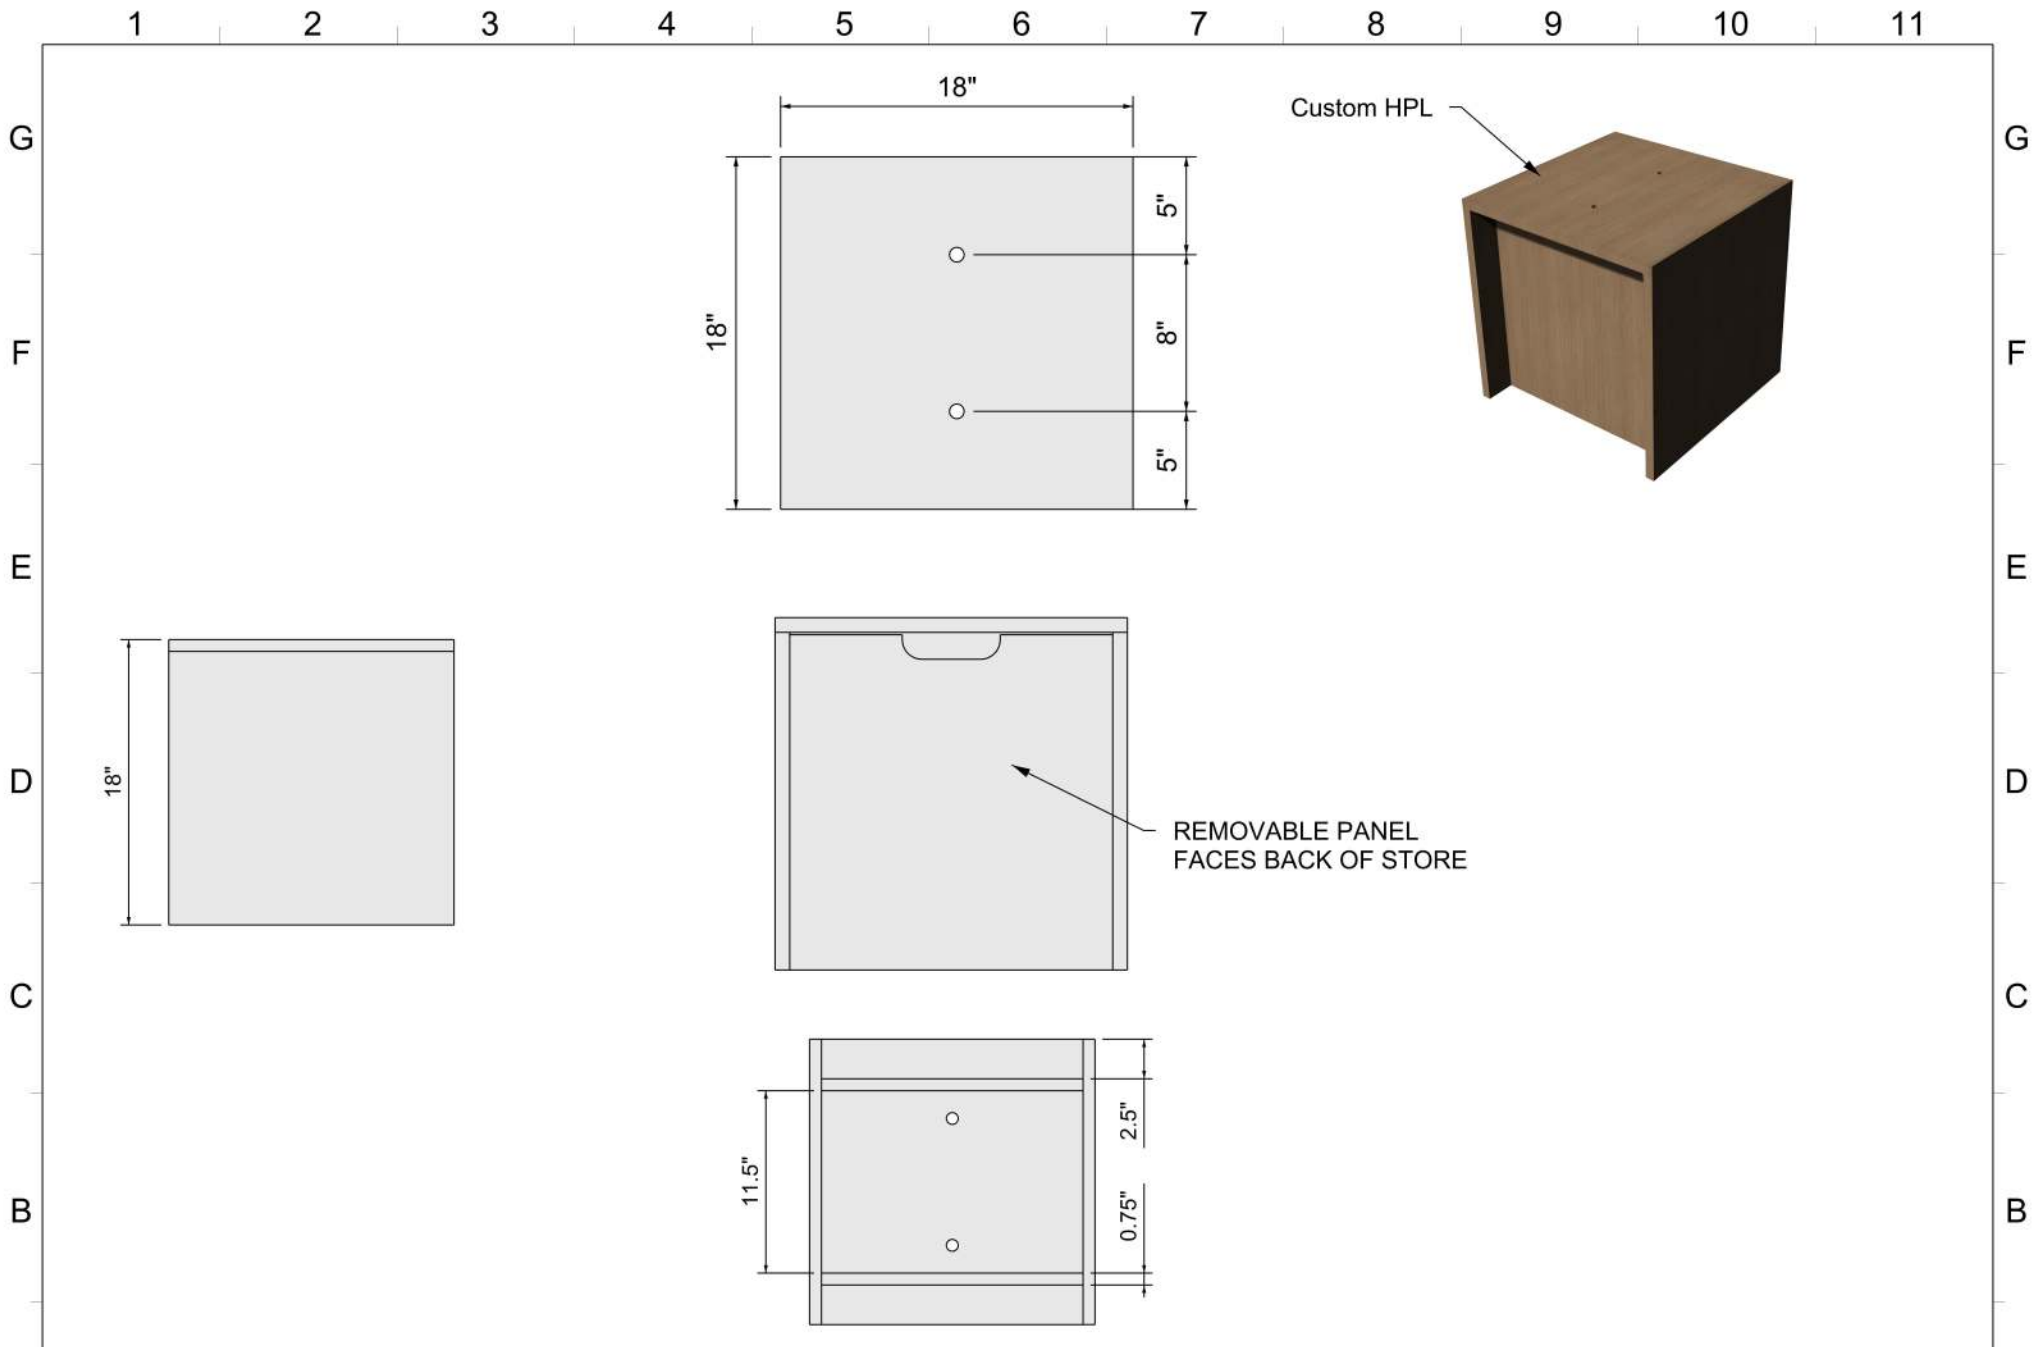 1 2 3 4 5 6 7 8 9 10 11
G G
18"
Custom HPL
5"
18"
8"
F F
5"
E E
18"
D D
REMOVABLE PANEL
FACES BACK OF STORE
C C
2.5"
11.5"
0.75"
B B